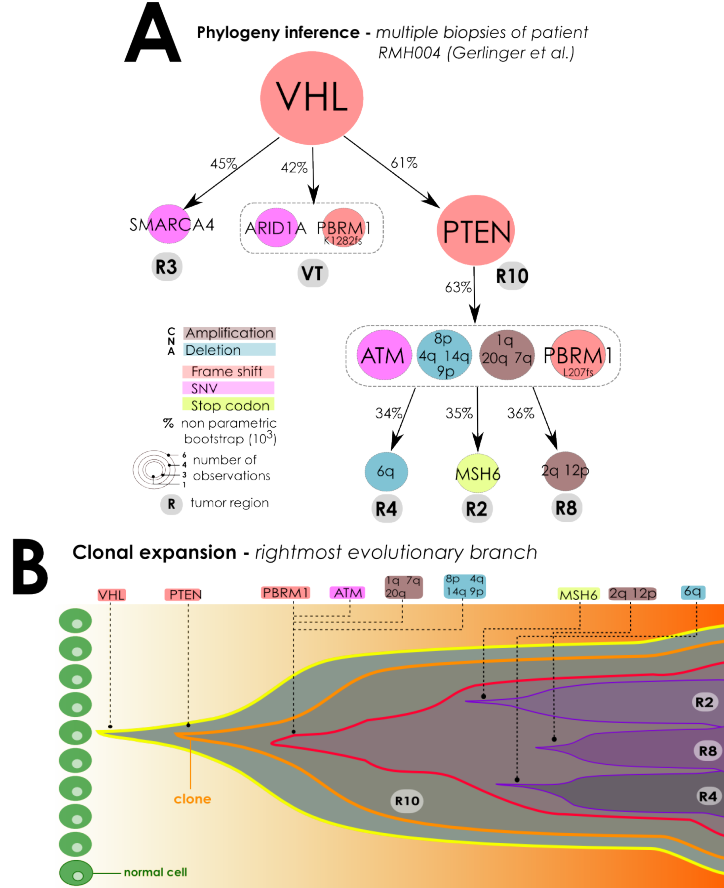 A
Phylogeny inference - multiple biopsies of patient
RMH004 (Gerlinger et al.)
VHL
45%
42%
61%
SMARCA4
ARID1A
PBRM1
K1282fs
PTEN
R3
VT
R10
63%
C
N
A
Amplification
Deletion
Frame shift
SNV
Stop codon
% non parametric
bootstrap (103)
6
4
3
1
number of
observations
R tumor region
ATM
8p
4q 14q
9p
1q
20q 7q
PBRM1
L207fs
34%
35%
36%
6q
MSH6
2q 12p
R4
R2
R8
B
Clonal expansion - rightmost evolutionary branch
VHL
PTEN
PBRM1
ATM
1q 7q
20q
8p 4q
14q 9p
MSH6
2q 12p
6q
R2
R8
R4
R10
clone
normal cell